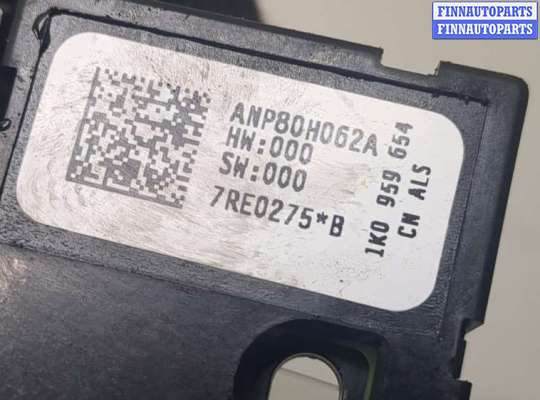 FINNAUTOPARTS
FINNAUTOPARTS
ANP80H062A
HW:000
SW:000
7RE0275*B
1K0 959 654
CN ALS